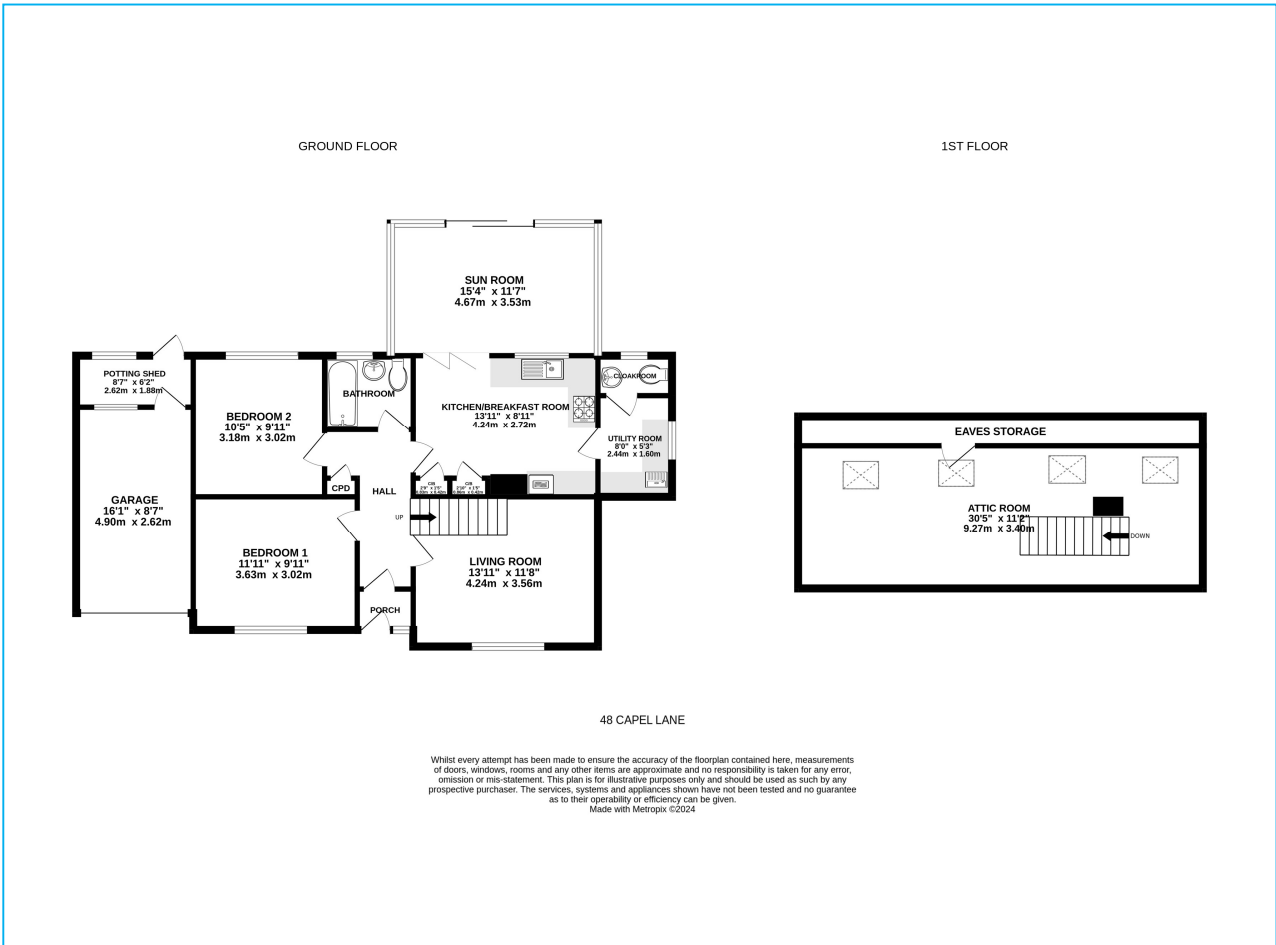 GROUND FLOOR
1ST FLOOR
SUN ROOM
15'4" x 11'7"
4.67m x 3.53m
POTTING SHED
8'7" x 6'2"
2.62m x 1.88m
BATHROOM
CLOAKROOM
BEDROOM 2
10'5" x 9'11"
3.18m x 3.02m
KITCHEN/BREAKFAST ROOM
13'11" x 8'11"
4.24m x 2.72m
UTILITY ROOM
8'0" x 5'3"
2.44m x 1.60m
EAVES STORAGE
CPD
HALL
C/B
C/B
GARAGE
16'1" x 8'7"
4.90m x 2.62m
UP
ATTIC ROOM
30'5" x 11'2"
9.27m x 3.40m
DOWN
BEDROOM 1
11'11" x 9'11"
3.63m x 3.02m
LIVING ROOM
13'11" x 11'8"
4.24m x 3.56m
PORCH
48 CAPEL LANE
Whilst every attempt has been made to ensure the accuracy of the floorplan contained here, measurements
of doors, windows, rooms and any other items are approximate and no responsibility is taken for any error,
omission or mis-statement. This plan is for illustrative purposes only and should be used as such by any
prospective purchaser. The services, systems and appliances shown have not been tested and no guarantee
as to their operability or efficiency can be given.
Made with Metropix ©2024